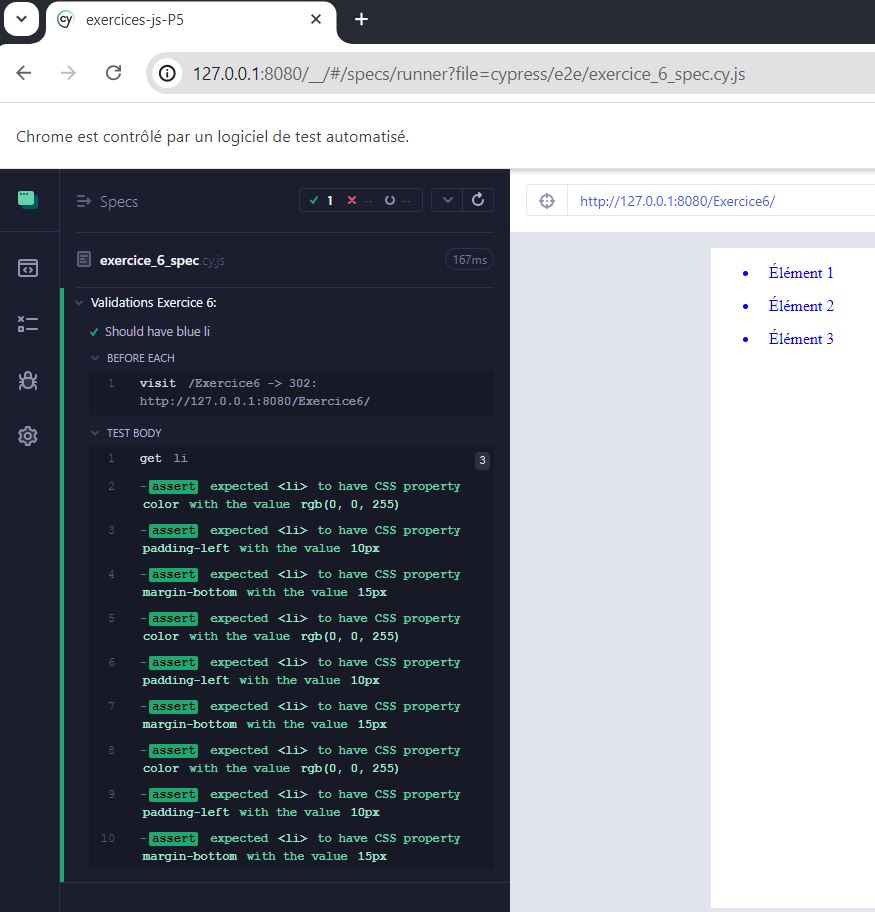 exercices-js-P5
127.0.0.1:8080/__/#/specs/runner?file=cypress/e2e/exercice_6_spec.cy.js
Chrome est contrôlé par un logiciel de test automatisé.
Specs
1 -- --
http://127.0.0.1:8080/Exercice6/
exercice_6_spec.cy.js
167ms
Validations Exercice 6:
Should have blue li
BEFORE EACH
1 visit /Exercice6 -> 302:
http://127.0.0.1:8080/Exercice6/
TEST BODY
1 get li 3
2 -assert expected <li> to have CSS property
color with the value rgb(0, 0, 255)
3 -assert expected <li> to have CSS property
padding-left with the value 10px
4 -assert expected <li> to have CSS property
margin-bottom with the value 15px
5 -assert expected <li> to have CSS property
color with the value rgb(0, 0, 255)
6 -assert expected <li> to have CSS property
padding-left with the value 10px
7 -assert expected <li> to have CSS property
margin-bottom with the value 15px
8 -assert expected <li> to have CSS property
color with the value rgb(0, 0, 255)
9 -assert expected <li> to have CSS property
padding-left with the value 10px
10 -assert expected <li> to have CSS property
margin-bottom with the value 15px
• Élément 1
• Élément 2
• Élément 3